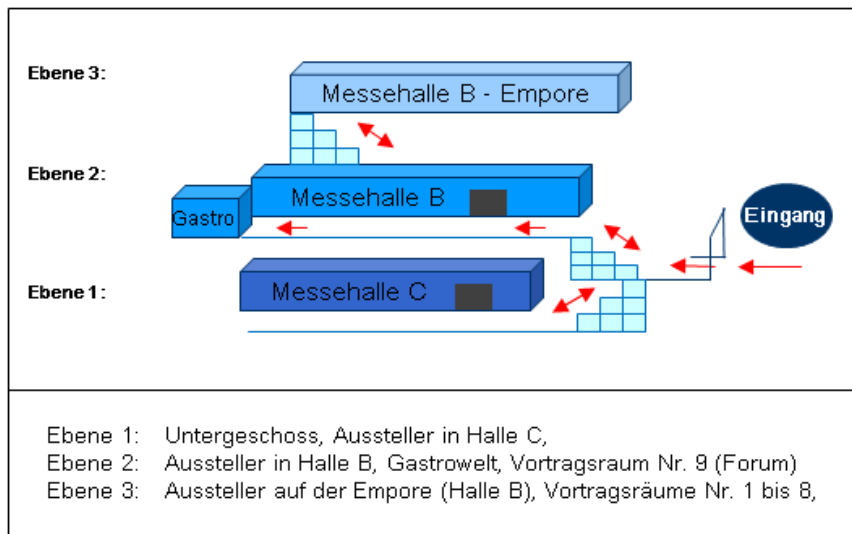 Ebene 3:
Messehalle B - Empore
Ebene 2:
Messehalle B
Gastro
Eingang
Ebene 1:
Messehalle C
Ebene 1: Untergeschoss, Aussteller in Halle C,
Ebene 2: Aussteller in Halle B, Gastrowelt, Vortragsraum Nr. 9 (Forum)
Ebene 3: Aussteller auf der Empore (Halle B), Vortragsräume Nr. 1 bis 8,